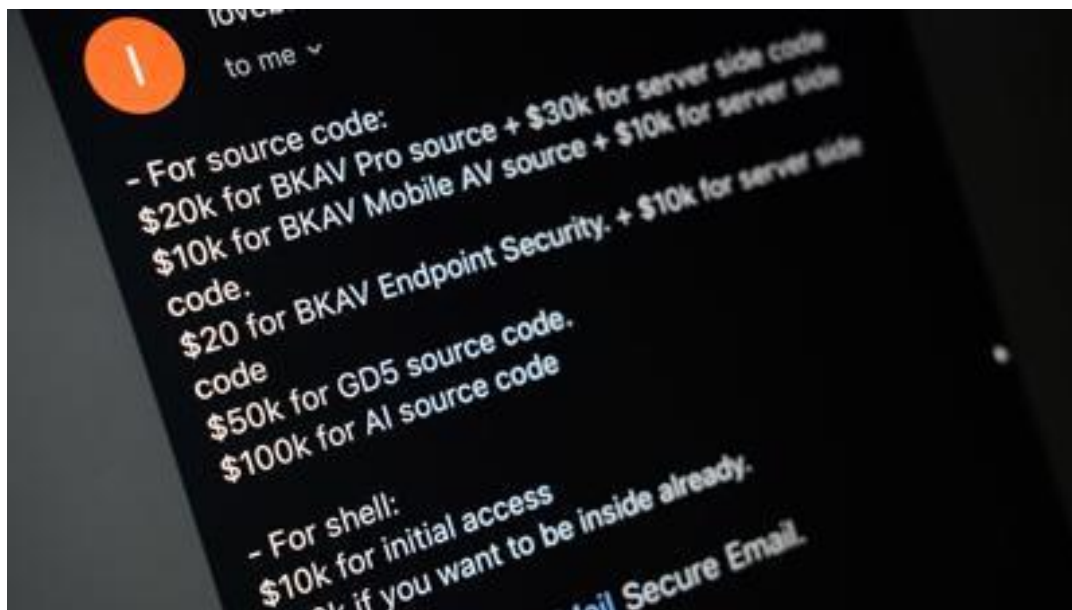 to me
- For source code:
$20k for BKAV Pro source + $30k for server side code
$10k for BKAV Mobile AV source + $10k for server side
code.
$20 for BKAV Endpoint Security. + $10k for server side
code
$50k for GD5 source code.
$100k for AI source code
- For shell:
$10k for initial access
if you want to be inside already.
Secure Email.